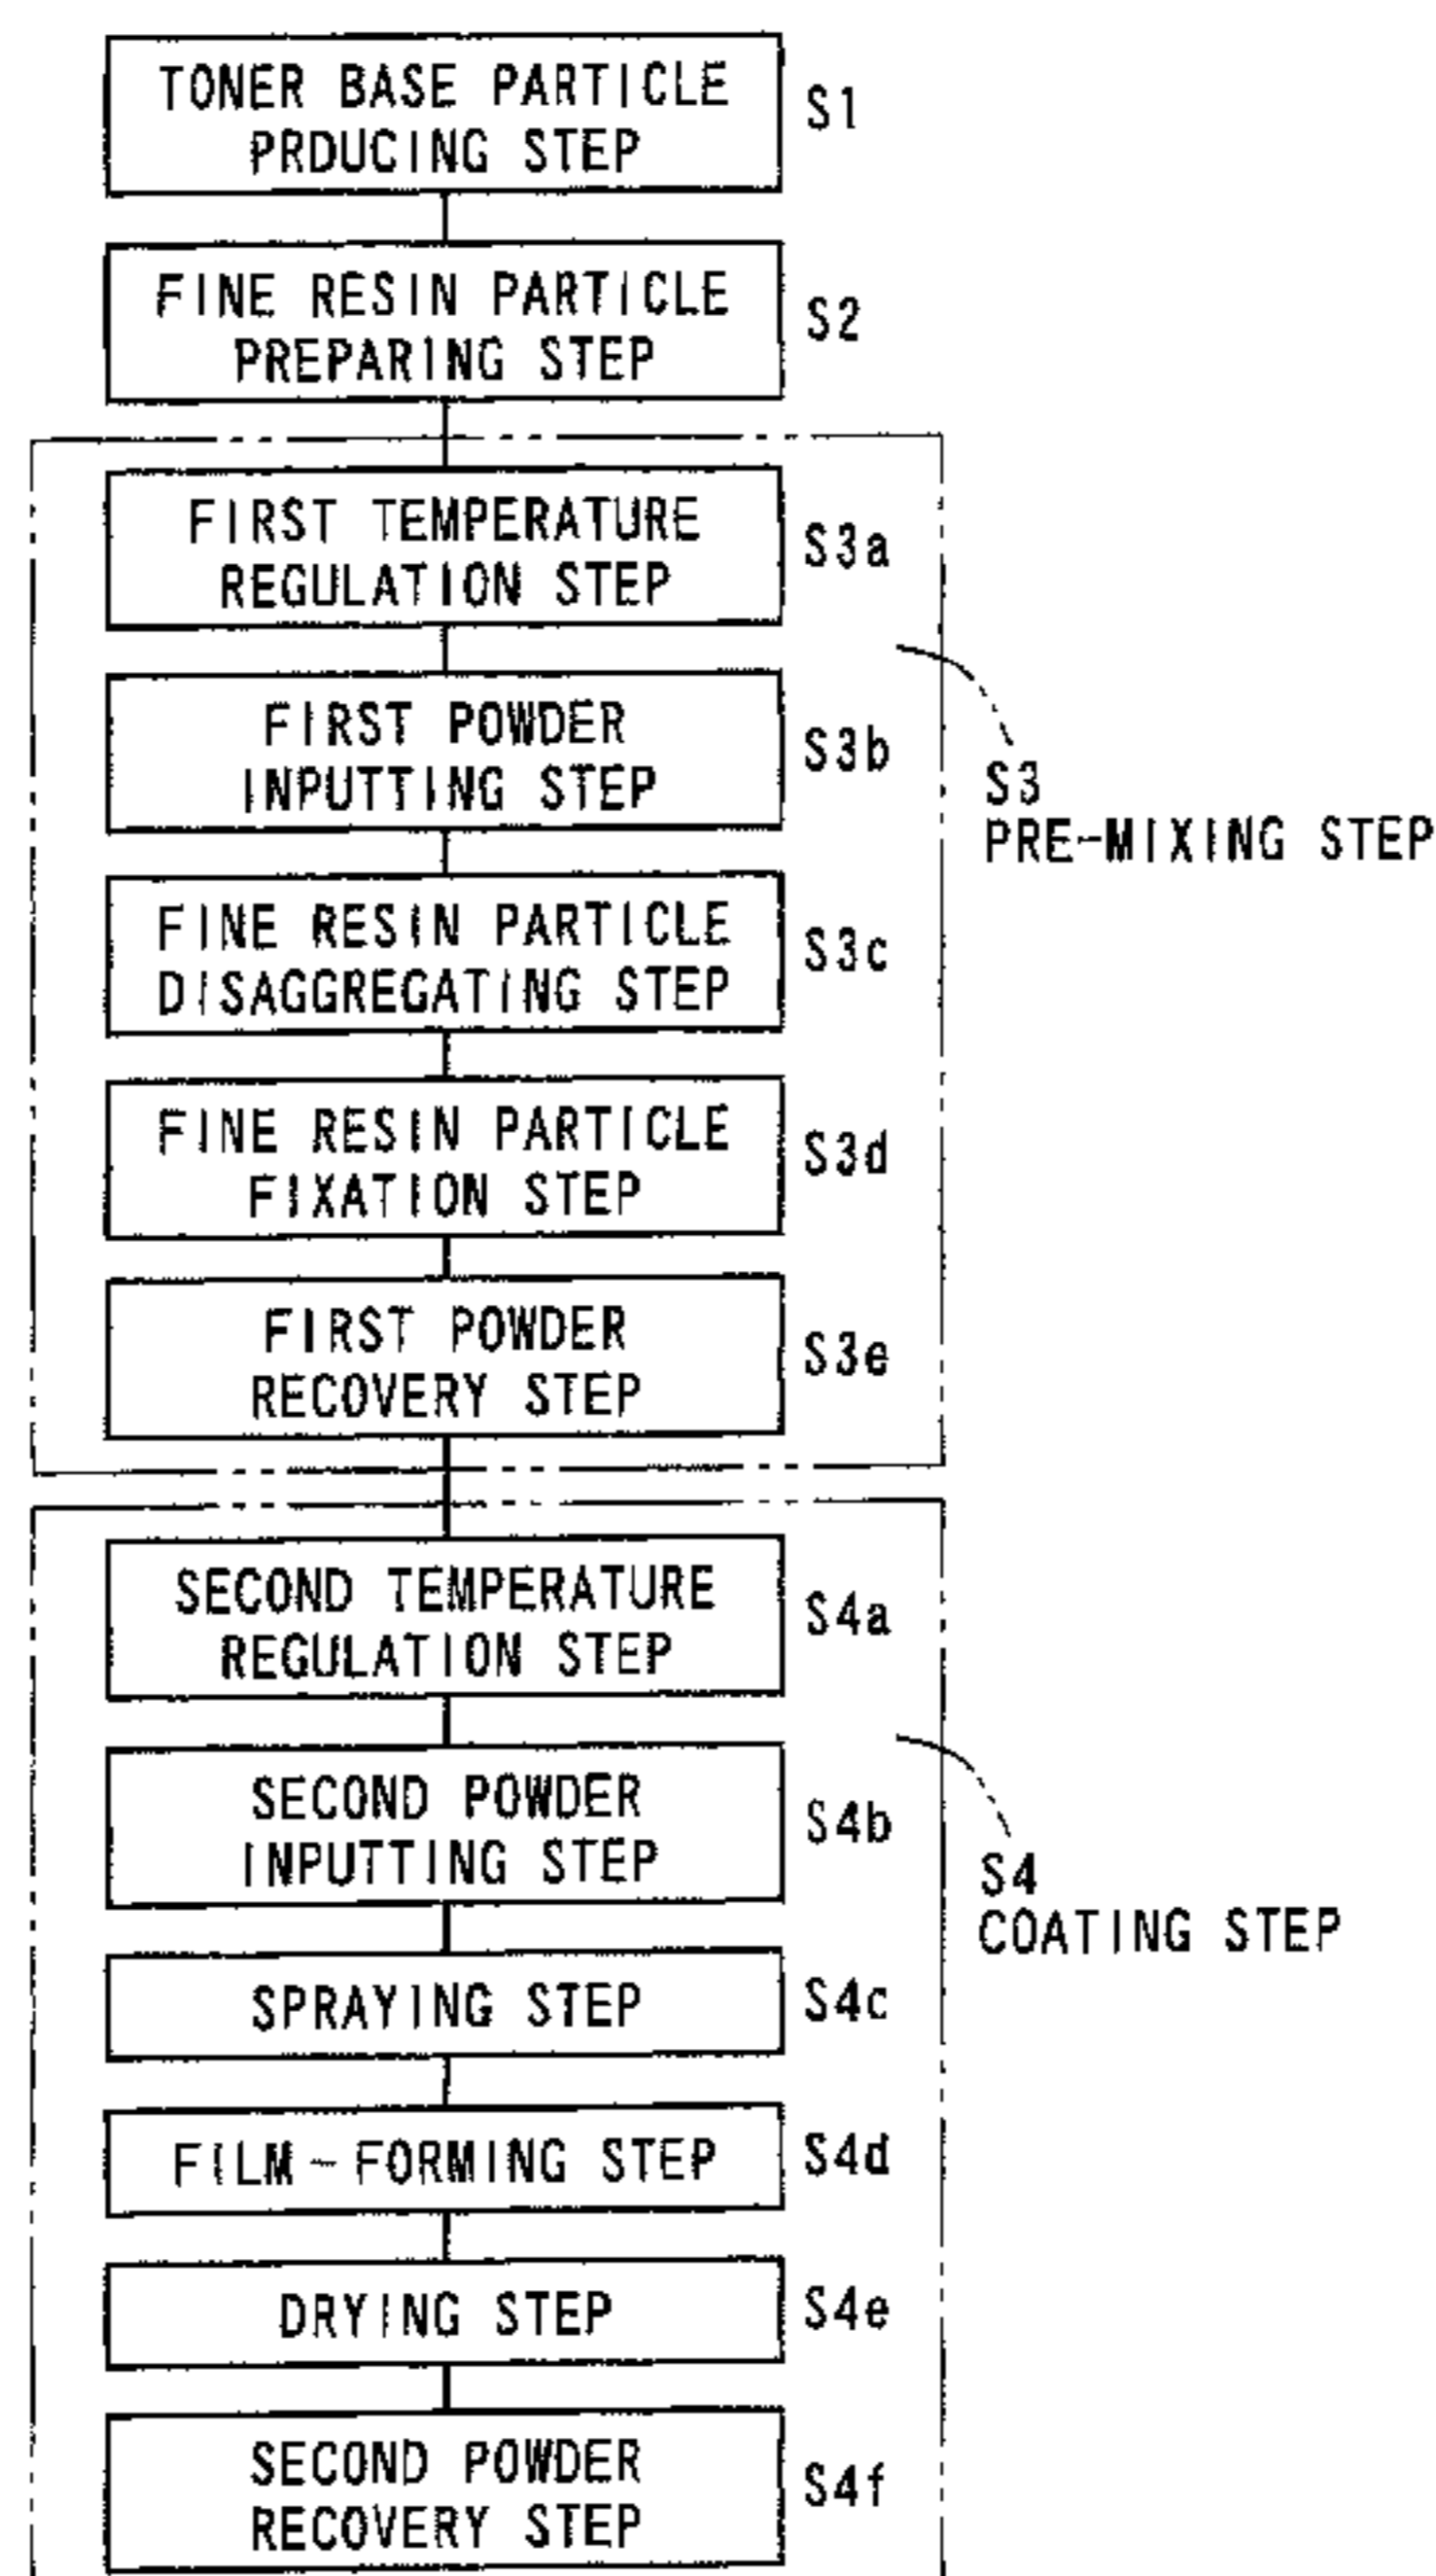 TONER BASE PARTICLE
PRDUCING STEP
S1
FINE RESIN PARTICLE
PREPARING STEP
S2
FIRST TEMPERATURE
REGULATION STEP
S3a
FIRST POWDER
INPUTTING STEP
S3b
S3
PRE-MIXING STEP
FINE RESIN PARTICLE
DISAGGREGATING STEP
S3c
FINE RESIN PARTICLE
FIXATION STEP
S3d
FIRST POWDER
RECOVERY STEP
S3e
SECOND TEMPERATURE
REGULATION STEP
S4a
SECOND POWDER
INPUTTING STEP
S4b
S4
COATING STEP
SPRAYING STEP
S4c
FILM-FORMING STEP
S4d
DRYING STEP
S4e
SECOND POWDER
RECOVERY STEP
S4f